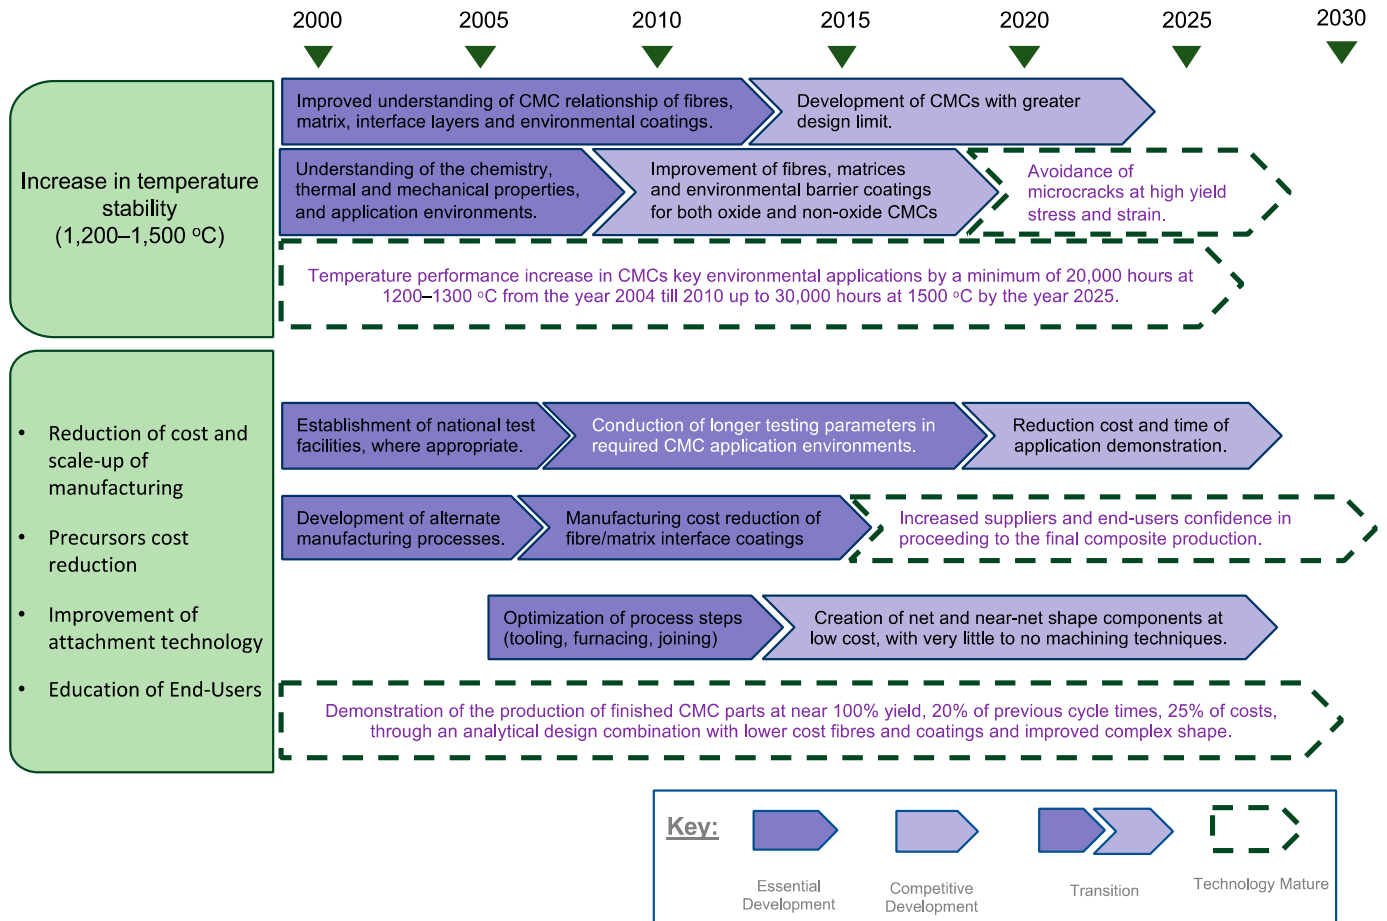 2000 2005 2010 2015 2020 2025 2030
Increase in temperature
stability
(1,200–1,500 ºC)
Improved understanding of CMC relationship of fibres,
matrix, interface layers and environmental coatings.
Development of CMCs with greater
design limit.
Understanding of the chemistry,
thermal and mechanical properties,
and application environments.
Improvement of fibres, matrices
and environmental barrier coatings
for both oxide and non-oxide CMCs
Avoidance of
microcracks at high yield
stress and strain.
Temperature performance increase in CMCs key environmental applications by a minimum of 20,000 hours at
1200–1300 ºC from the year 2004 till 2010 up to 30,000 hours at 1500 ºC by the year 2025.
• Reduction of cost and
scale-up of
manufacturing
• Precursors cost
reduction
• Improvement of
attachment technology
• Education of End-Users
Establishment of national test
facilities, where appropriate.
Conduction of longer testing parameters in
required CMC application environments.
Reduction cost and time of
application demonstration.
Development of alternate
manufacturing processes.
Manufacturing cost reduction of
fibre/matrix interface coatings
Increased suppliers and end-users confidence in
proceeding to the final composite production.
Optimization of process steps
(tooling, furnacing, joining)
Creation of net and near-net shape components at
low cost, with very little to no machining techniques.
Demonstration of the production of finished CMC parts at near 100% yield, 20% of previous cycle times, 25% of costs,
through an analytical design combination with lower cost fibres and coatings and improved complex shape.
Key:
Essential
Development
Competitive
Development
Transition
Technology Mature